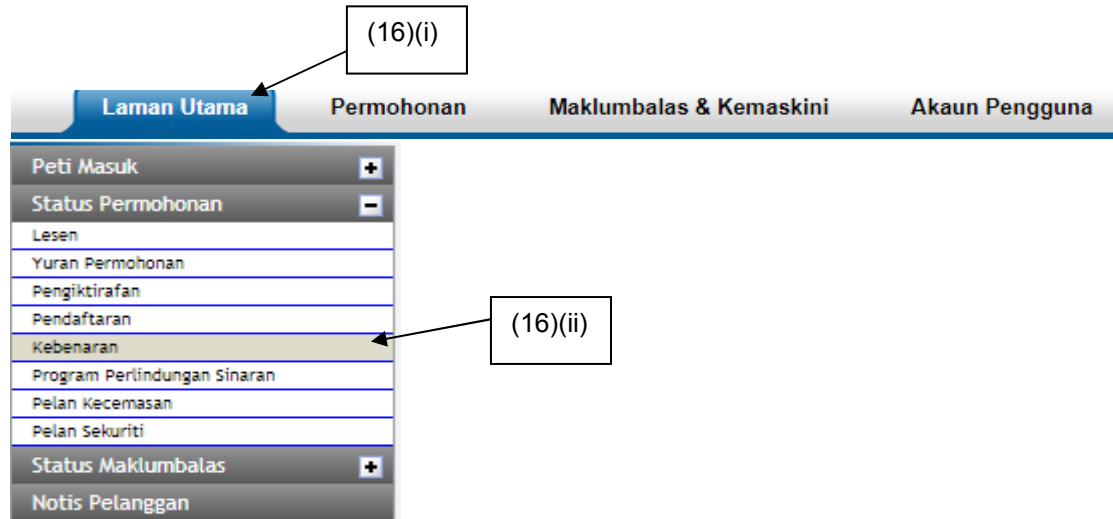 (16)(i)
Laman Utama Permohonan Maklumbalas & Kemaskini Akaun Pengguna
Peti Masuk
Status Permohonan
Lesen
Yuran Permohonan
Pengiktirafan
Pendaftaran
(16)(ii)
Kebenaran
Program Perlindungan Sinaran
Pelan Kecemasan
Pelan Sekuriti
Status Maklumbalas
Notis Pelanggan